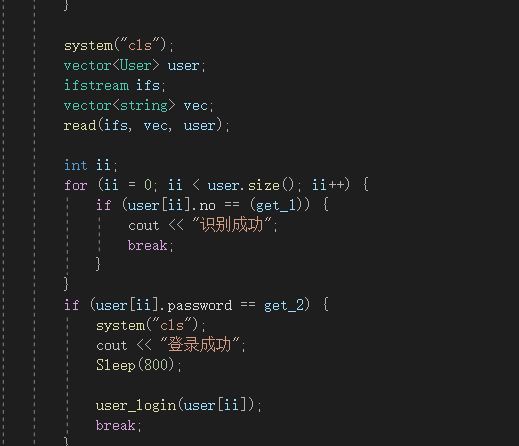 }
system("cls");
vector<User> user;
ifstream ifs;
vector<string> vec;
read(ifs, vec, user);
int ii;
for (ii = 0; ii < user.size(); ii++) {
if (user[ii].no == (get_1)) {
cout << "识别成功";
break;
}
}
if (user[ii].password == get_2) {
system("cls");
cout << "登录成功";
Sleep(800);
user_login(user[ii]);
break;
}